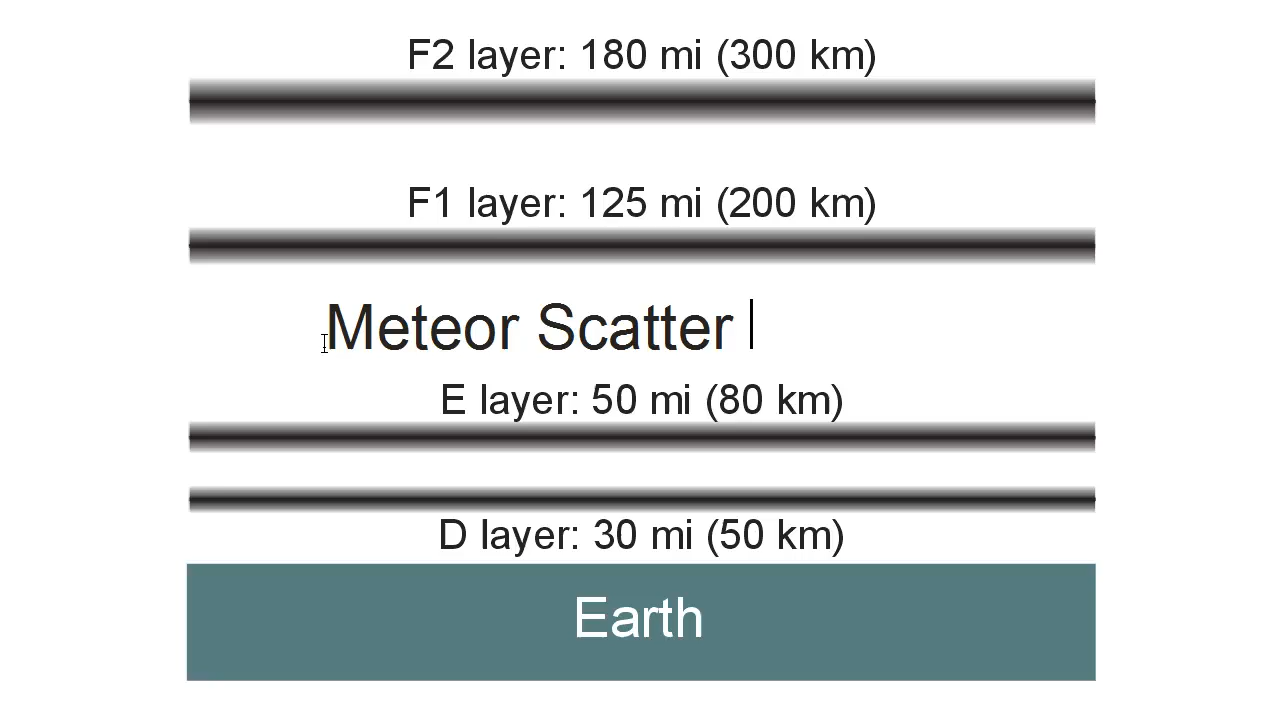 F2 layer: 180 mi (300 km)
F1 layer: 125 mi (200 km)
Meteor Scatter
E layer: 50 mi (80 km)
D layer: 30 mi (50 km)
Earth